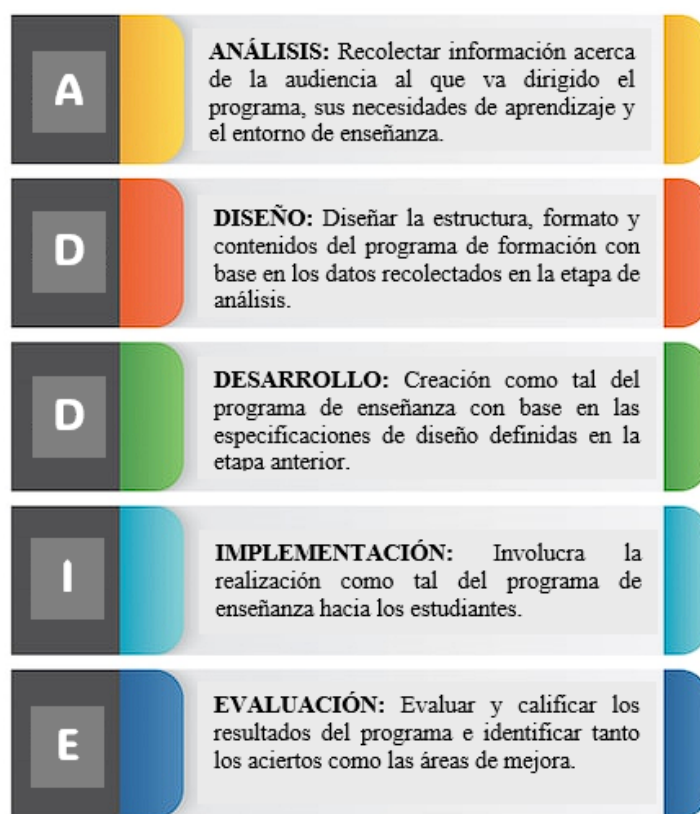 A
ANÁLISIS: Recolectar información acerca
de la audiencia al que va dirigido el
programa, sus necesidades de aprendizaje y
el entorno de enseñanza.
D
DISEÑO: Diseñar la estructura, formato y
contenidos del programa de formación con
base en los datos recolectados en la etapa de
análisis.
D
DESARROLLO: Creación como tal del
programa de enseñanza con base en las
especificaciones de diseño definidas en la
etapa anterior.
I
IMPLEMENTACIÓN: Involucra la
realización como tal del programa de
enseñanza hacia los estudiantes.
E
EVALUACIÓN: Evaluar y calificar los
resultados del programa e identificar tanto
los aciertos como las áreas de mejora.